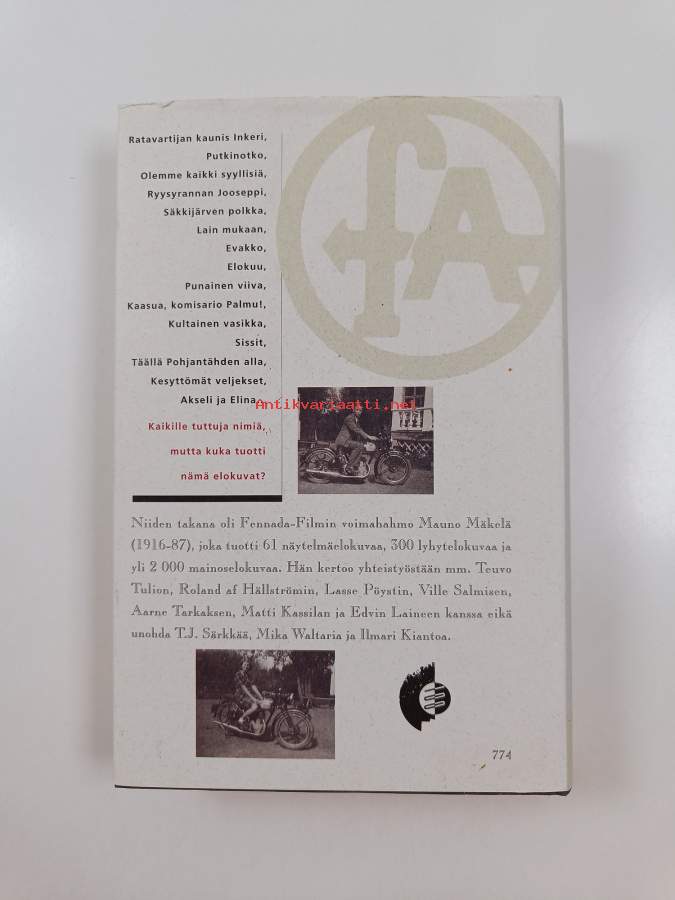 fA
Ratavartijan kaunis Inkeri,
Putkinotko,
Olemme kaikki syyllisiä,
Ryysyrannan Jooseppi,
Säkkijärven polkka,
Lain mukaan,
Evakko,
Elokuu,
Punainen viiva,
Kaasua, komisario Palmu!,
Kultainen vasikka,
Sissit,
Täällä Pohjantähden alla,
Kesyttömät veljekset,
Akseli ja Elina...
Antikvariaatti.net
Kaikille tuttuja nimiä,
mutta kuka tuotti
nämä elokuvat?
Niiden takana oli Fennada-Filmin voimahahmo Mauno Mäkelä
(1916-87), joka tuotti 61 näytelmäelokuvaa, 300 lyhytelokuvaa ja
yli 2 000 mainoselokuvaa. Hän kertoo yhteistyöstään mm. Teuvo
Tulion, Roland af Hällströmin, Lasse Pöystin, Ville Salmisen,
Aarne Tarkaksen, Matti Kassilan ja Edvin Laineen kanssa eikä
unohda T.J. Särkkää, Mika Waltaria ja Ilmari Kiantoa.
774